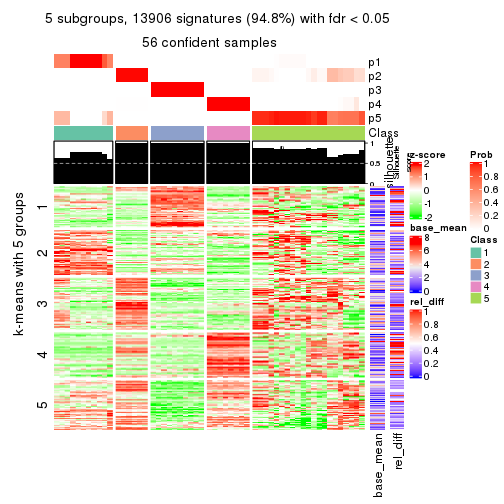 5 subgroups, 13906 signatures (94.8%) with fdr < 0.05
56 confident samples
p1
p2
p3
p4
p5
Class
1
0.5
0
silhouette
Silhouette
score
k-means with 5 groups
1
2
3
4
5
base_mean
rel_diff
z-score
2
1
0
-1
-2
base_mean
8
6
4
2
0
rel_diff
1
0.8
0.6
0.4
0.2
0
Prob
1
0.8
0.6
0.4
0.2
0
Class
1
2
3
4
5